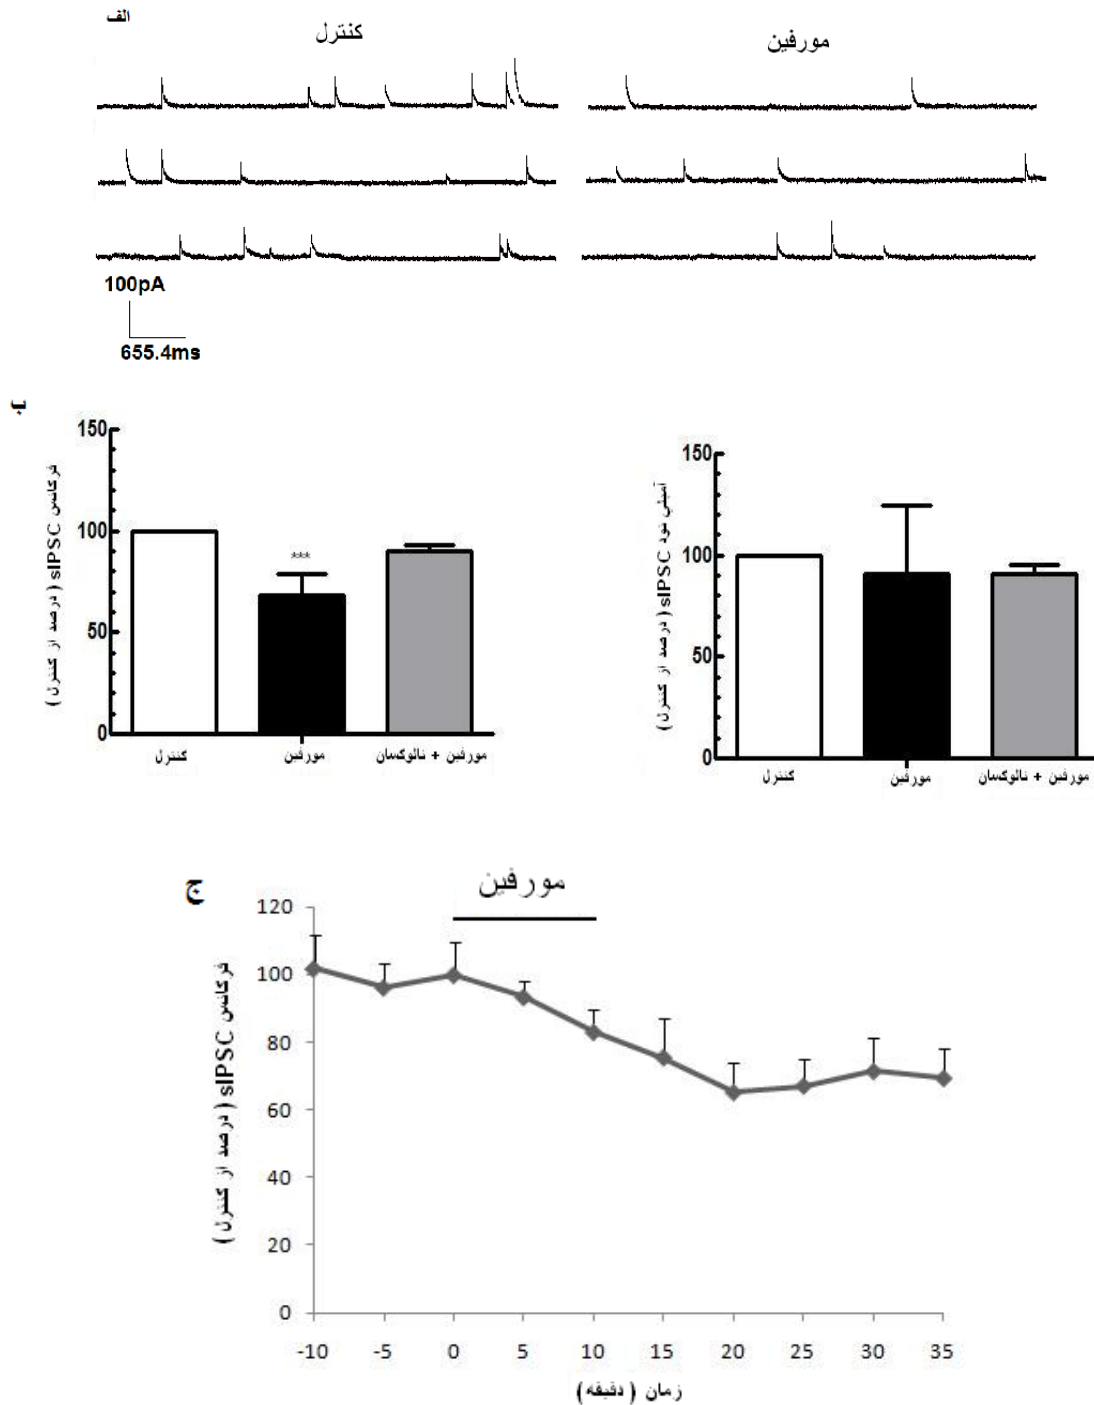 الف
کنترل
مورفین
100pA
655.4ms
ب
فرکانس sIPSC ( درصد از کنترل )
150
100
50
0
***
کنترل
مورفین
مورفین + نالوکسان
آمپلي تود sIPSC ( درصد از کنترل )
150
100
50
0
کنترل
مورفین
مورفین + نالوکسان
ج
مورفین
فرکانس sIPSC ( درصد از کنترل )
120
100
80
60
40
20
0
-10 -5 0 5 10 15 20 25 30 35
زمان ( دقیقه )